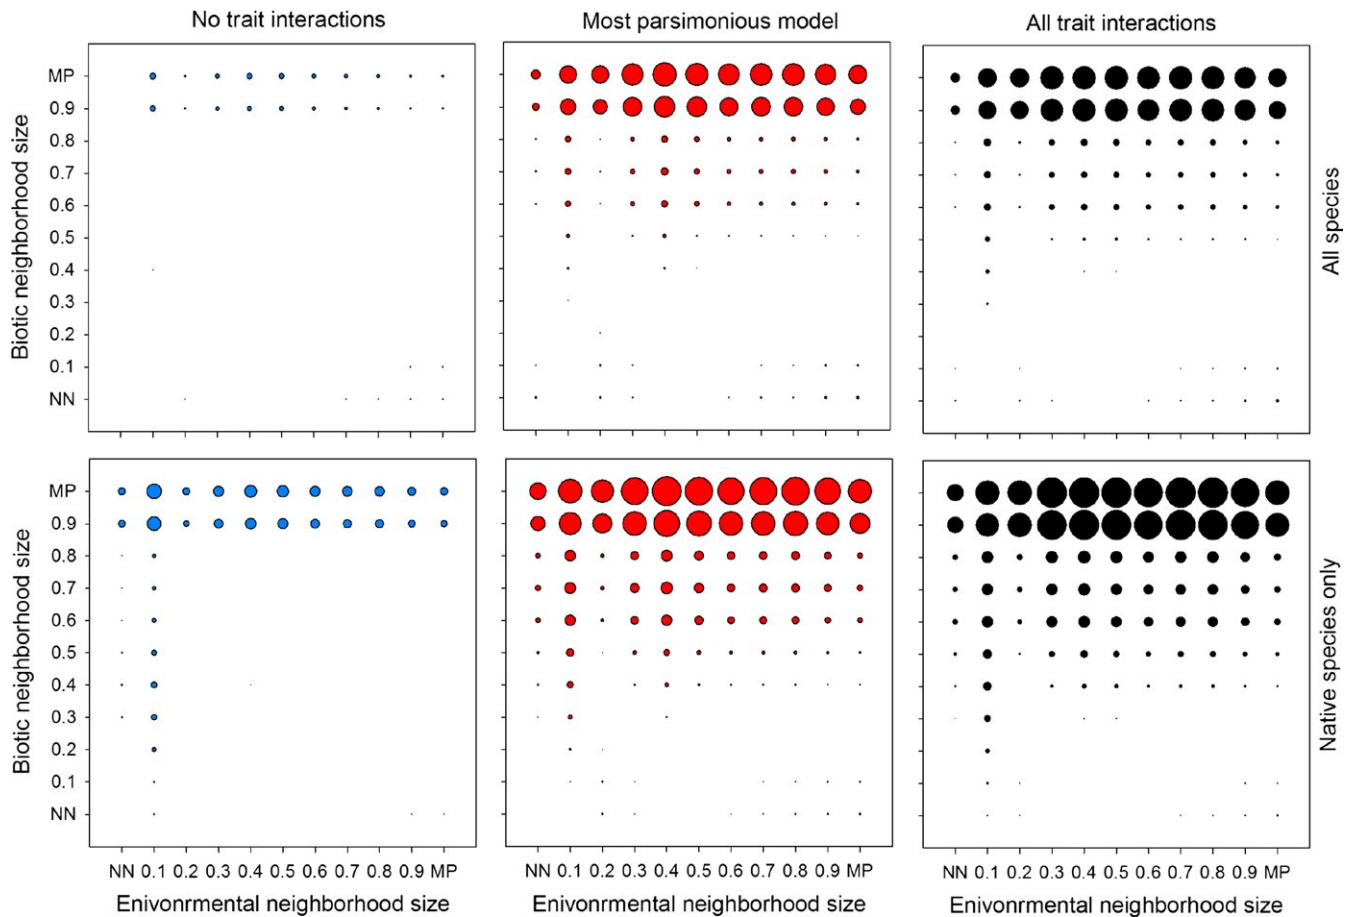 No trait interactions
Most parsimonious model
All trait interactions
Biotic neighborhood size
MP
0.9
0.8
0.7
0.6
0.5
0.4
0.3
0.2
0.1
NN
All species
Biotic neighborhood size
MP
0.9
0.8
0.7
0.6
0.5
0.4
0.3
0.2
0.1
NN
Native species only
NN 0.1 0.2 0.3 0.4 0.5 0.6 0.7 0.8 0.9 MP
NN 0.1 0.2 0.3 0.4 0.5 0.6 0.7 0.8 0.9 MP
NN 0.1 0.2 0.3 0.4 0.5 0.6 0.7 0.8 0.9 MP
Enivonrmental neighborhood size
Enivonrmental neighborhood size
Enivonrmental neighborhood size